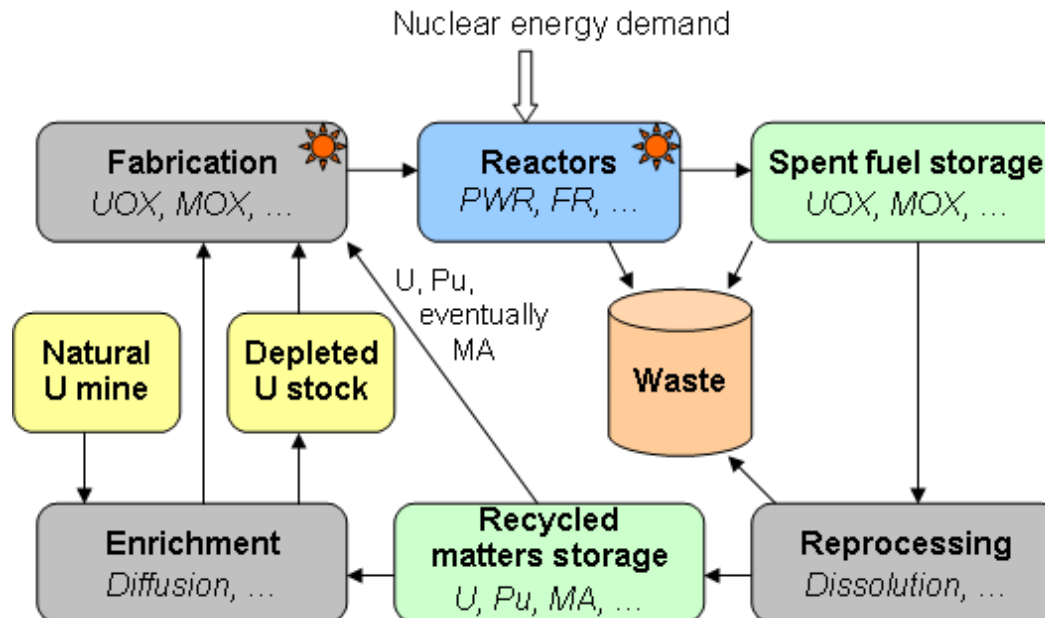 Nuclear energy demand
Fabrication
UOX, MOX, ...
Reactors
PWR, FR, ...
Spent fuel storage
UOX, MOX, ...
U, Pu,
eventually
MA
Natural
U mine
Depleted
U stock
Waste
Enrichment
Diffusion, ...
Recycled
matters storage
U, Pu, MA, ...
Reprocessing
Dissolution, ...